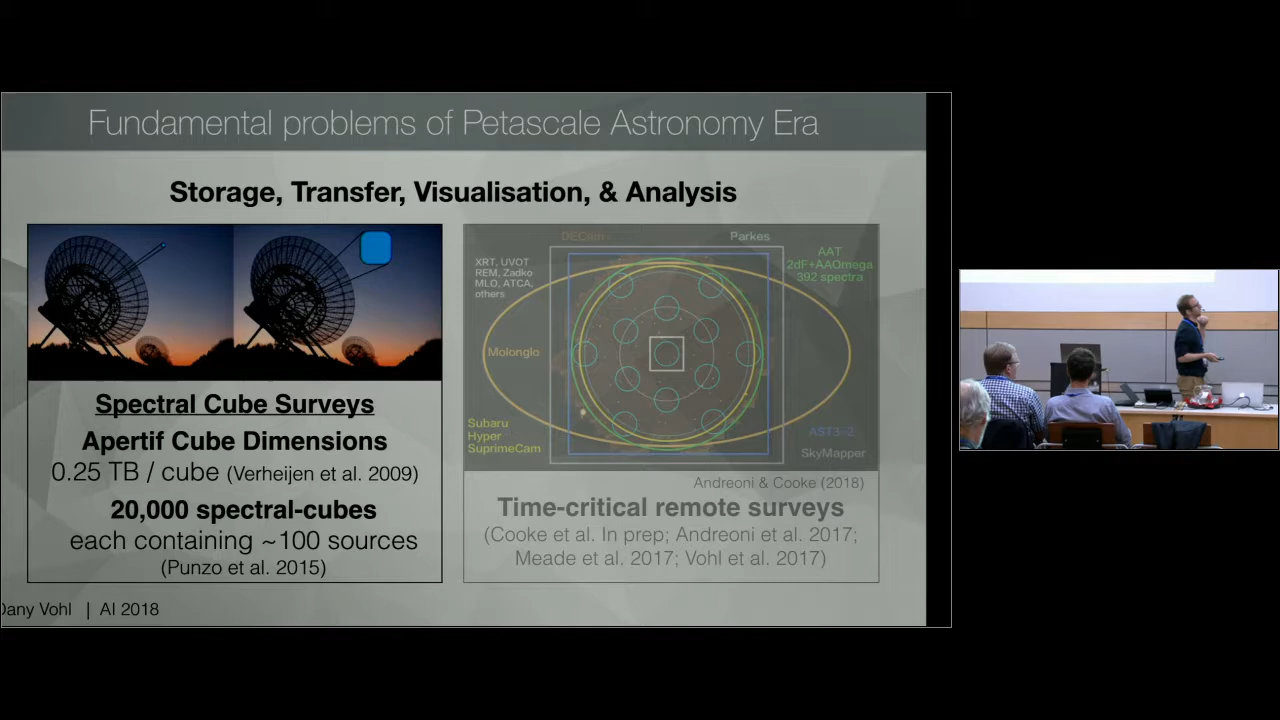 Fundamental problems of Petascale Astronomy Era
Storage, Transfer, Visualisation, & Analysis
Spectral Cube Surveys
Apertif Cube Dimensions
0.25 TB / cube (Verheijen et al. 2009)
20,000 spectral-cubes
each containing ~100 sources
(Punzo et al. 2015)
DECam
Parkes
XRT, UVOT
REM, Zadko
MLO, ATCA,
others
AAT
2dF+AAOmega
392 spectra
Molonglo
Subaru
Hyper
SuprimeCam
AST3-2
SkyMapper
Andreoni & Cooke (2018)
Time-critical remote surveys
(Cooke et al. In prep; Andreoni et al. 2017;
Meade et al. 2017; Vohl et al. 2017)
Dany Vohl | AI 2018